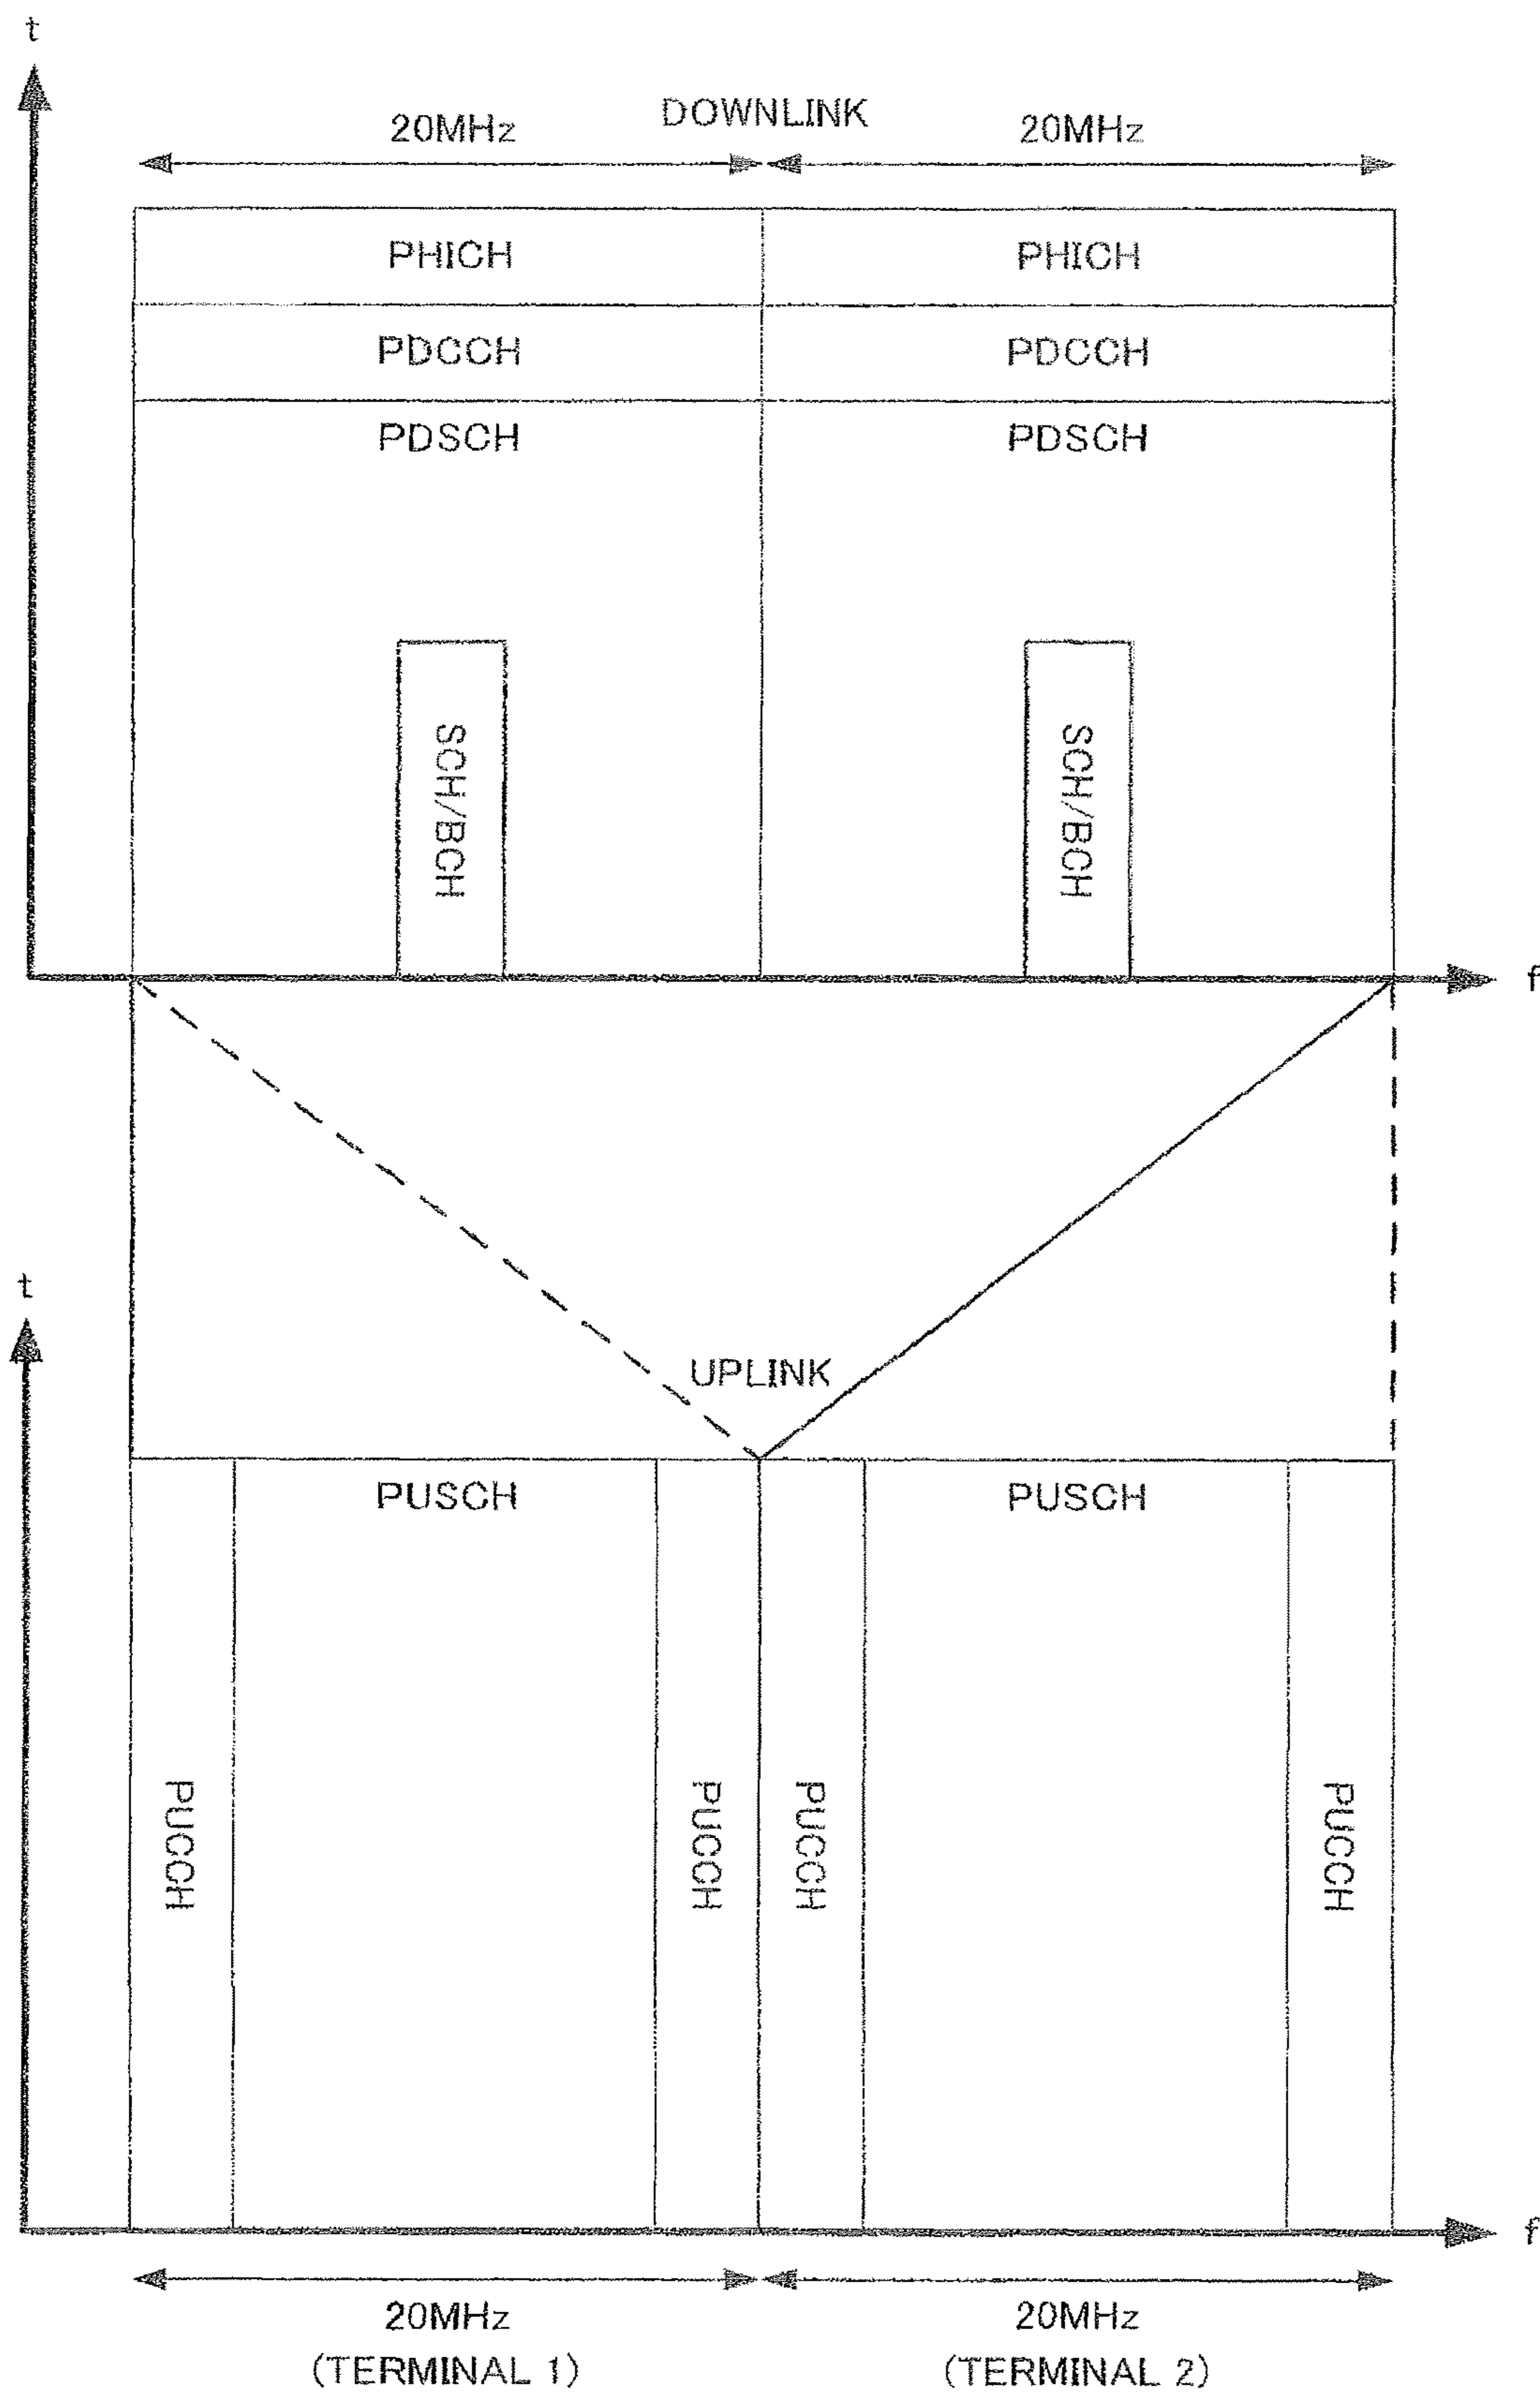 t
DOWNLINK
20MHz 20MHz
PHICH PHICH
PDCCH PDCCH
PDSCH PDSCH
SCH/BCH SCH/BCH
f
t
UPLINK
PUSCH PUSCH
PUCCH PUCCH PUCCH PUCCH
f
20MHz 20MHz
(TERMINAL 1) (TERMINAL 2)